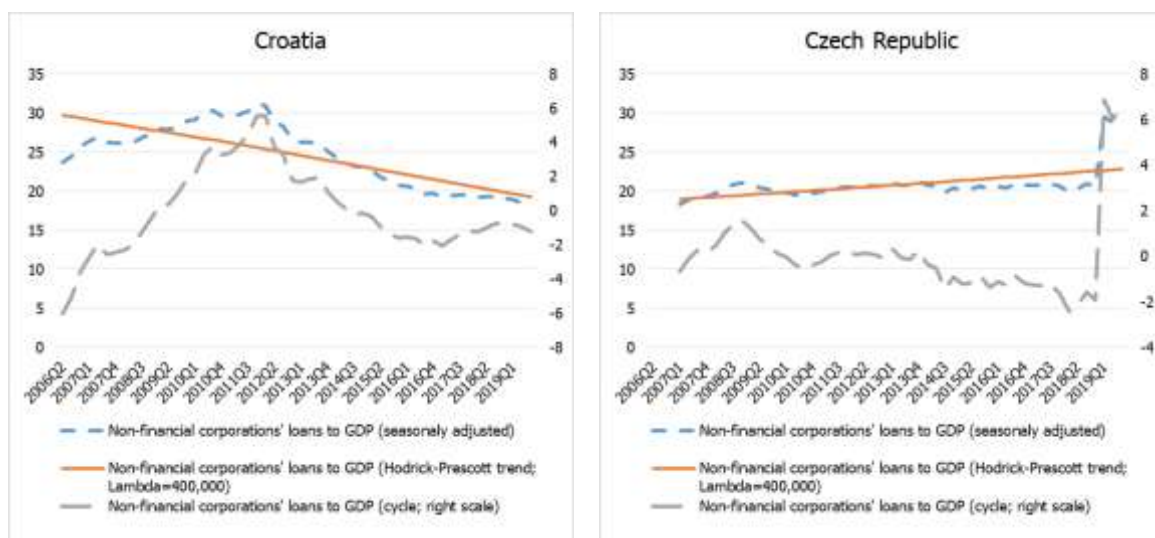 Croatia
35
30
25
20
15
10
5
0
8
6
4
2
0
-2
-4
-6
-8
2006Q2
2007Q1
2007Q4
2008Q3
2009Q2
2010Q1
2010Q4
2011Q3
2012Q2
2013Q1
2013Q4
2014Q3
2015Q2
2016Q1
2016Q4
2017Q3
2018Q2
2019Q1
Non-financial corporations' loans to GDP (seasonaly adjusted)
Non-financial corporations' loans to GDP (Hodrick-Prescott trend;
Lambda=400,000)
Non-financial corporations' loans to GDP (cycle; right scale)
Czech Republic
35
30
25
20
15
10
5
0
8
6
4
2
0
-2
-4
2006Q2
2007Q1
2007Q4
2008Q3
2009Q2
2010Q1
2010Q4
2011Q3
2012Q2
2013Q1
2013Q4
2014Q3
2015Q2
2016Q1
2016Q4
2017Q3
2018Q2
2019Q1
Non-financial corporations' loans to GDP (seasonaly adjusted)
Non-financial corporations' loans to GDP (Hodrick-Prescott trend;
Lambda=400,000)
Non-financial corporations' loans to GDP (cycle; right scale)